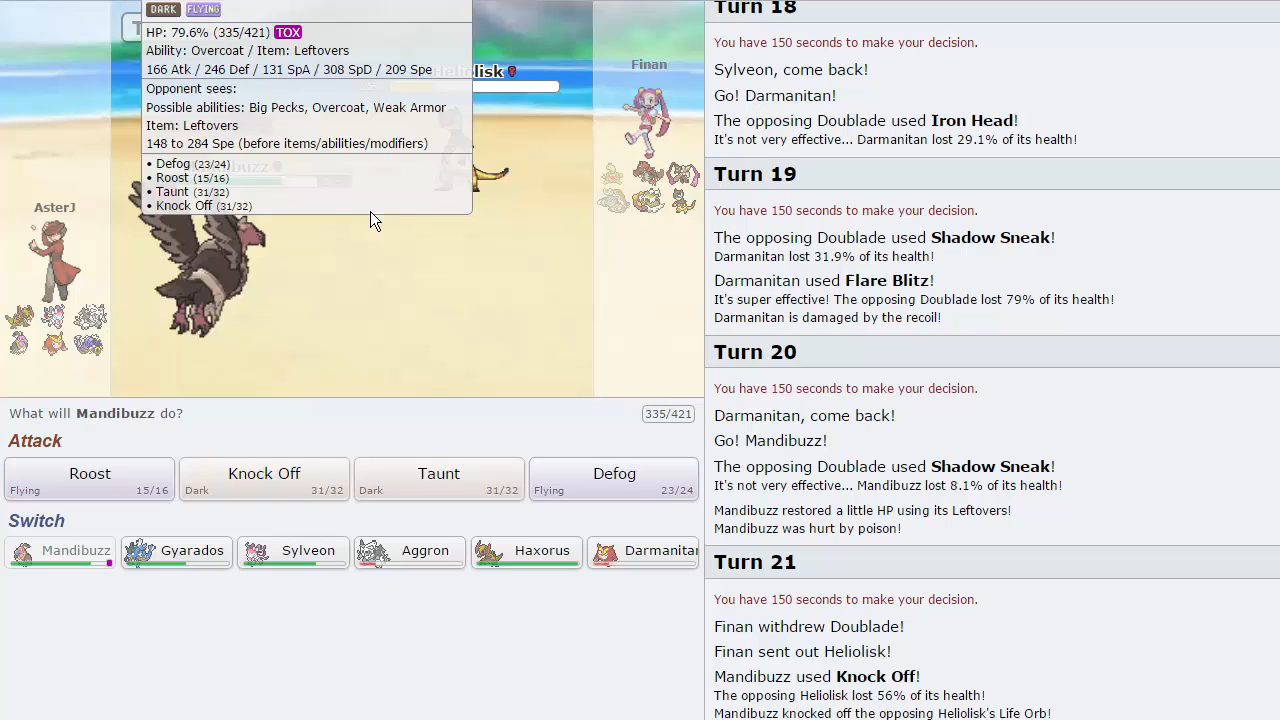 DARK FLYING
HP: 79.6% (335/421) TOX
Ability: Overcoat / Item: Leftovers
166 Atk / 246 Def / 131 SpA / 308 SpD / 209 Spe
Opponent sees:
Possible abilities: Big Pecks, Overcoat, Weak Armor
Item: Leftovers
148 to 284 Spe (before items/abilities/modifiers)
• Defog (23/24)
• Roost (15/16)
• Taunt (31/32)
• Knock Off (31/32)
Heliolisk
Finan
AsterJ
What will Mandibuzz do?
335/421
Attack
Roost
Flying 15/16
Knock Off
Dark 31/32
Taunt
Dark 31/32
Defog
Flying 23/24
Switch
Mandibuzz
Gyarados
Sylveon
Aggron
Haxorus
Darmanitan
Turn 18
You have 150 seconds to make your decision.
Sylveon, come back!
Go! Darmanitan!
The opposing Doublade used Iron Head!
It's not very effective... Darmanitan lost 29.1% of its health!
Turn 19
You have 150 seconds to make your decision.
The opposing Doublade used Shadow Sneak!
Darmanitan lost 31.9% of its health!
Darmanitan used Flare Blitz!
It's super effective! The opposing Doublade lost 79% of its health!
Darmanitan is damaged by the recoil!
Turn 20
You have 150 seconds to make your decision.
Darmanitan, come back!
Go! Mandibuzz!
The opposing Doublade used Shadow Sneak!
It's not very effective... Mandibuzz lost 8.1% of its health!
Mandibuzz restored a little HP using its Leftovers!
Mandibuzz was hurt by poison!
Turn 21
You have 150 seconds to make your decision.
Finan withdrew Doublade!
Finan sent out Heliolisk!
Mandibuzz used Knock Off!
The opposing Heliolisk lost 56% of its health!
Mandibuzz knocked off the opposing Heliolisk's Life Orb!